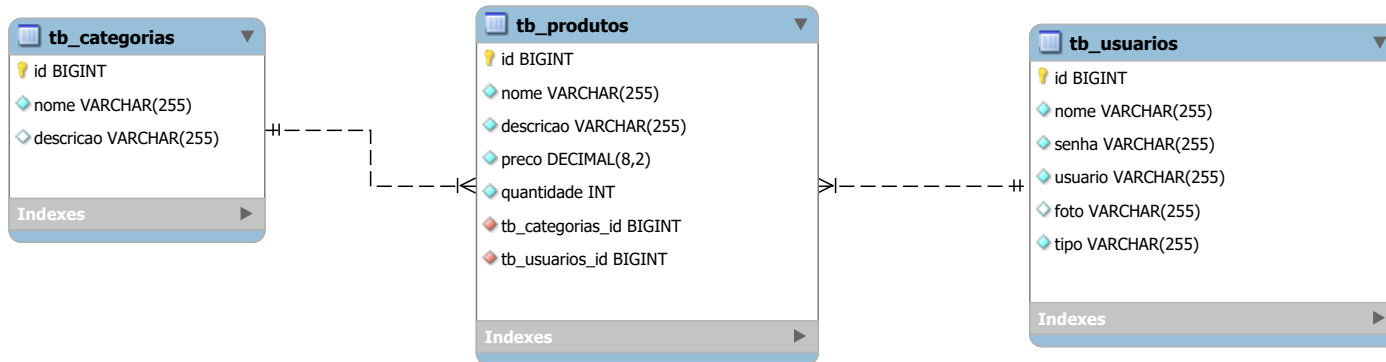 tb_categorias
id BIGINT
nome VARCHAR(255)
descricao VARCHAR(255)
Indexes
tb_produtos
id BIGINT
nome VARCHAR(255)
descricao VARCHAR(255)
preco DECIMAL(8,2)
quantidade INT
tb_categorias_id BIGINT
tb_usuarios_id BIGINT
Indexes
tb_usuarios
id BIGINT
nome VARCHAR(255)
senha VARCHAR(255)
usuario VARCHAR(255)
foto VARCHAR(255)
tipo VARCHAR(255)
Indexes